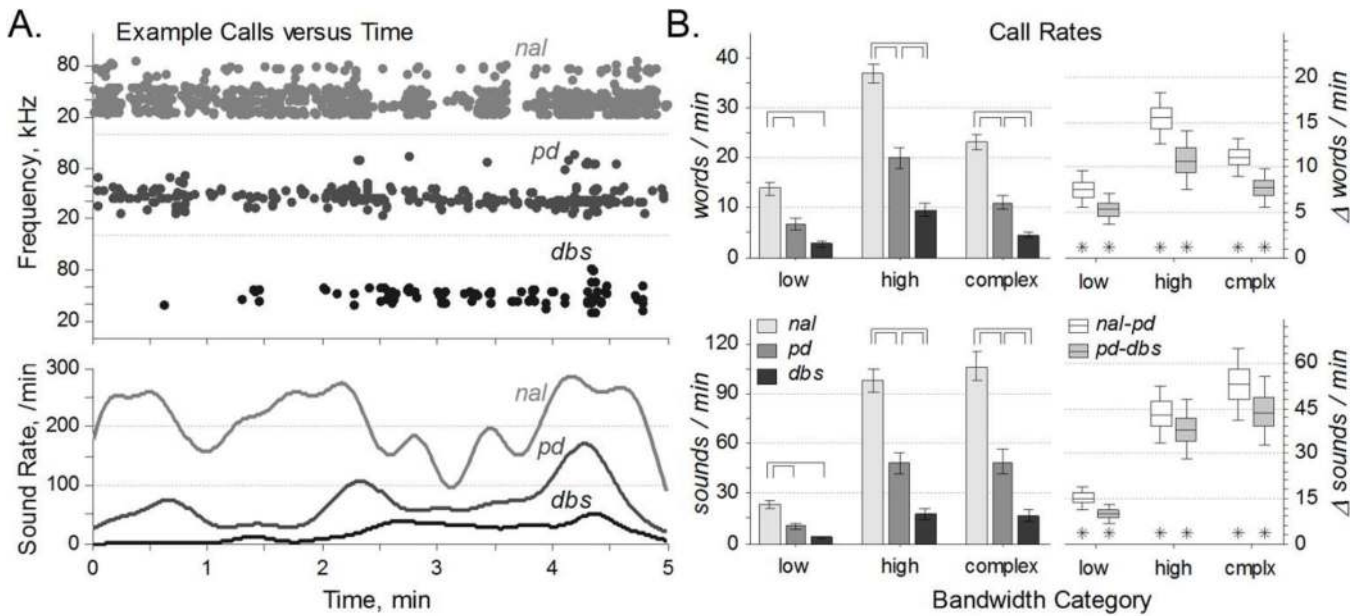 A.
Example Calls versus Time
nal
80
20
pd
80
20
dbs
80
20
Frequency, kHz
300
200
100
0
Sound Rate, /min
nal
pd
dbs
0 1 2 3 4 5
Time, min
B.
Call Rates
40
30
20
10
0
words / min
low high complex
20
15
10
5
0
Δ words / min
* * * * * *
low high cmplx
120
90
60
30
0
sounds / min
nal
pd
dbs
low high complex
nal-pd
pd-dbs
60
45
30
15
0
Δ sounds / min
* * * * * *
low high cmplx
Bandwidth Category